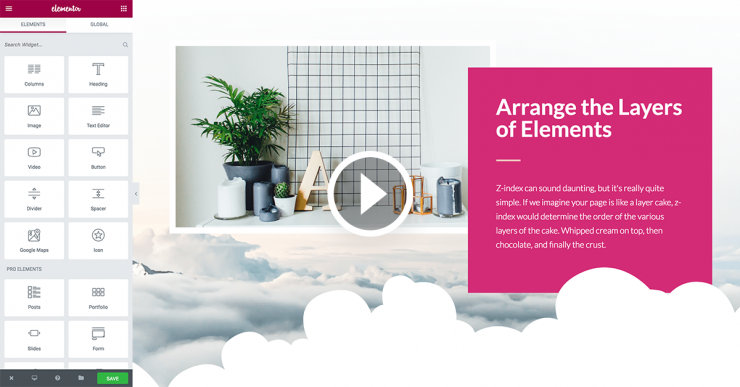 elementor
ELEMENTS
GLOBAL
Search Widget...
Columns
Heading
Image
Text Editor
Video
Button
Divider
Spacer
Google Maps
Icon
PRO ELEMENTS
Posts
Portfolio
Slides
Form
SAVE
A
Arrange the Layers
of Elements
Z-index can sound daunting, but it's really quite
simple. If we imagine your page is like a layer cake, z-
index would determine the order of the various
layers of the cake. Whipped cream on top, then
chocolate, and finally the crust.